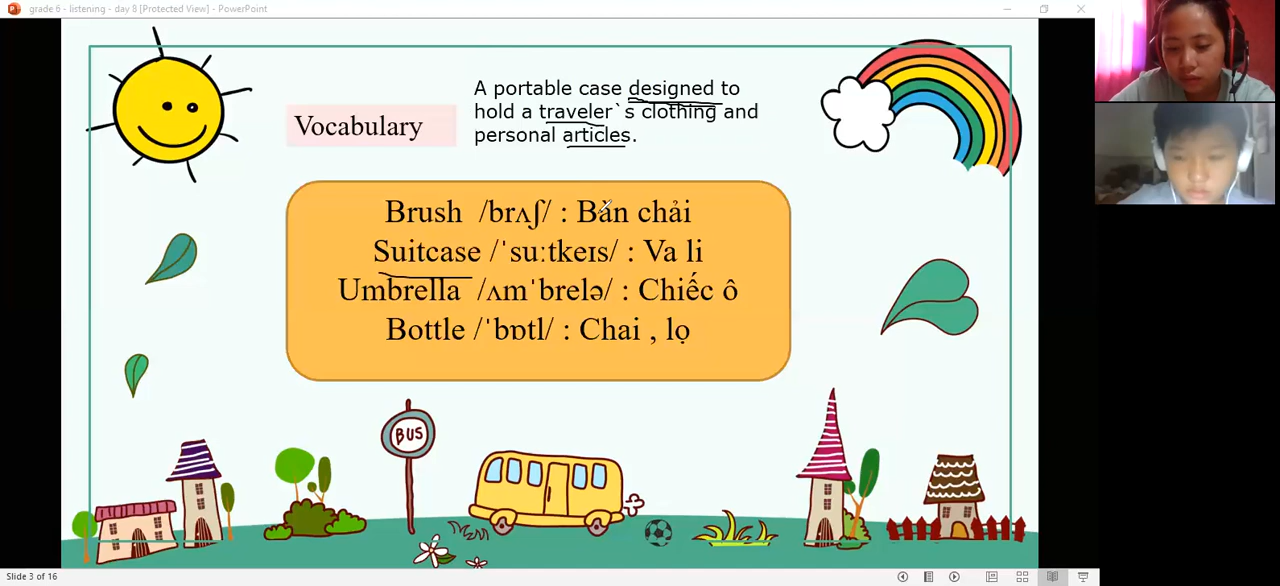 grade 6 - listening - day 8 [Protected View] - PowerPoint
A portable case designed to
hold a traveler`s clothing and
personal articles.
Vocabulary
Brush /brʌʃ/ : Bàn chải
Suitcase /ˈsuːtkeɪs/ : Va li
Umbrella /ʌmˈbrelə/ : Chiếc ô
Bottle /ˈbɒtl/ : Chai , lọ
BUS
Slide 3 of 16